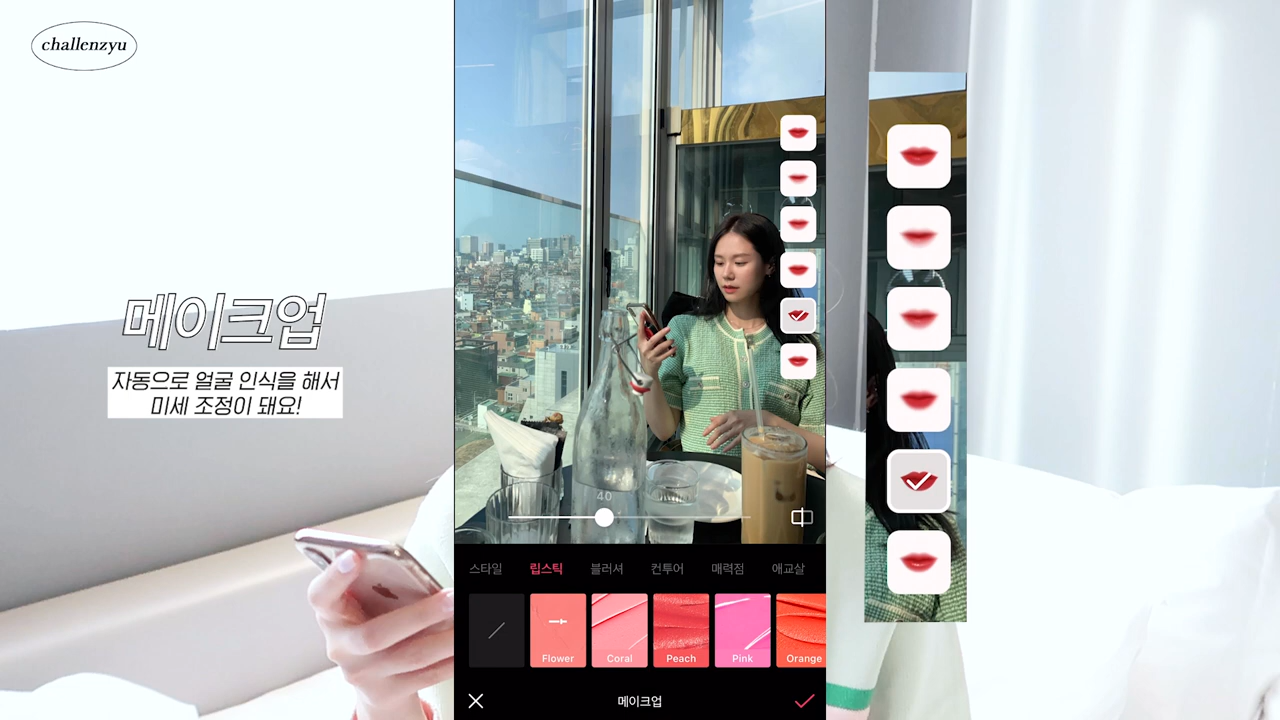 challenzyu
메이크업
자동으로 얼굴 인식을 해서
미세 조정이 돼요!
40
스타일 립스틱 블러셔 컨투어 매력점 애교살
Flower Coral Peach Pink Orange
메이크업